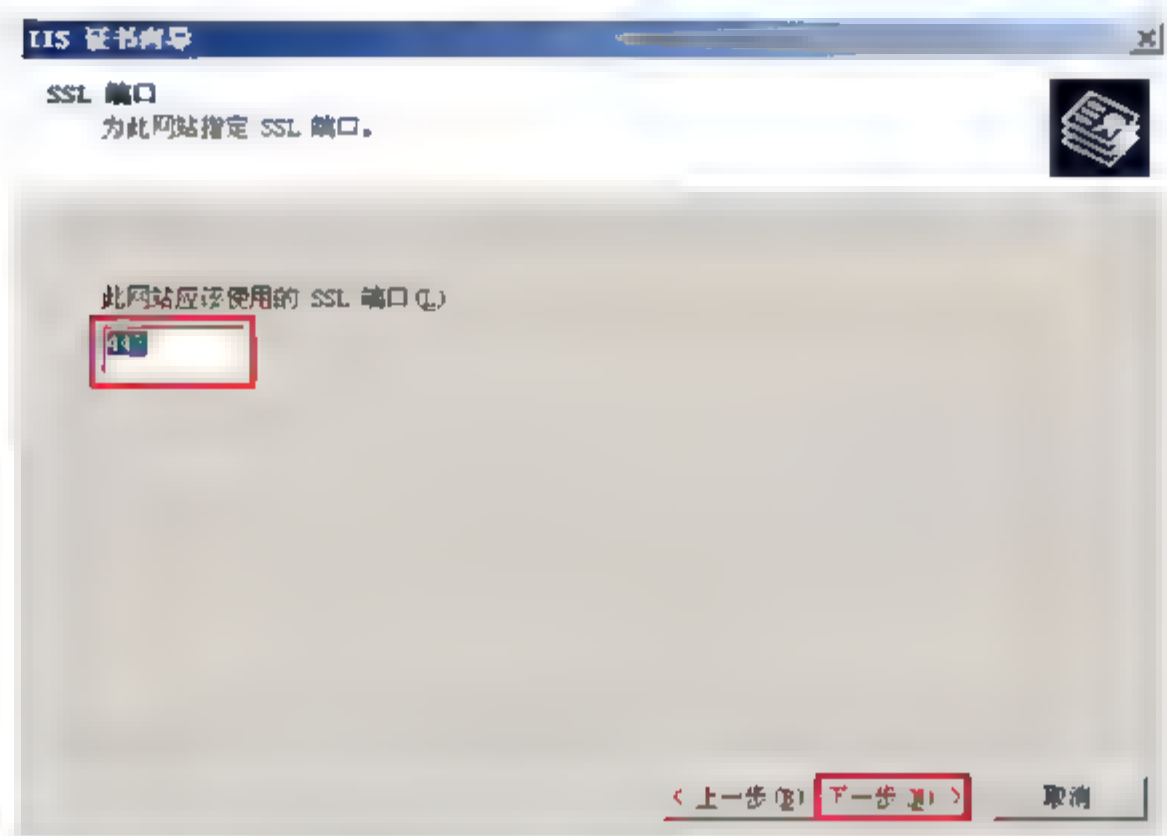 IIS 证书向导
SSL 端口
为此网站指定 SSL 端口。
此网站应该使用的 SSL 端口(L)
< 上一步(B)
下一步(N) >
取消